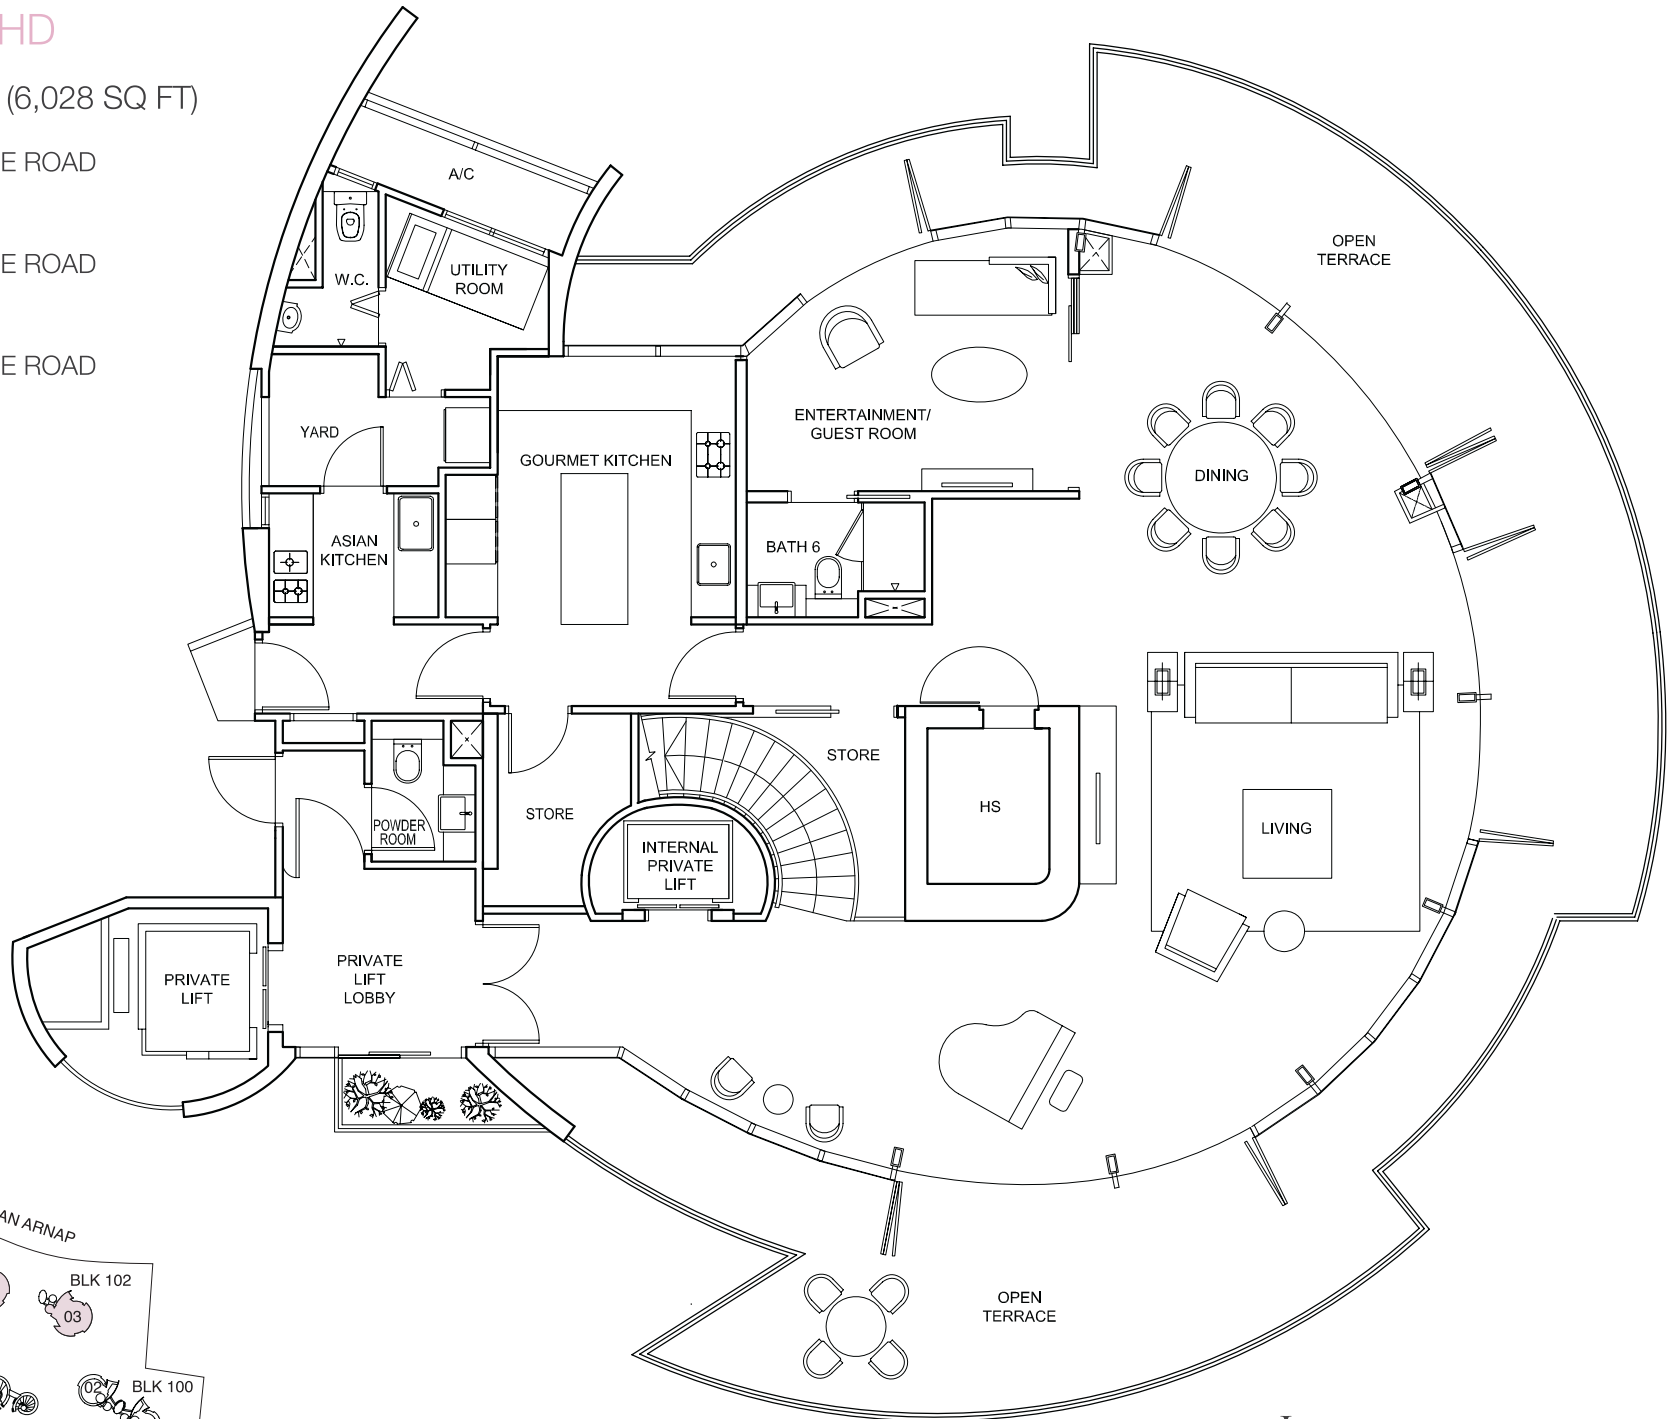 HD
(6,028 SQ FT)
E ROAD
E ROAD
E ROAD
A/C
W.C.
UTILITY
ROOM
OPEN
TERRACE
YARD
GOURMET KITCHEN
ENTERTAINMENT/
GUEST ROOM
DINING
ASIAN
KITCHEN
BATH 6
STORE
STORE
HS
LIVING
POWDER
ROOM
INTERNAL
PRIVATE
LIFT
PRIVATE
LIFT
PRIVATE
LIFT
LOBBY
OPEN
TERRACE
AN ARNAP
BLK 102
03
02
BLK 100